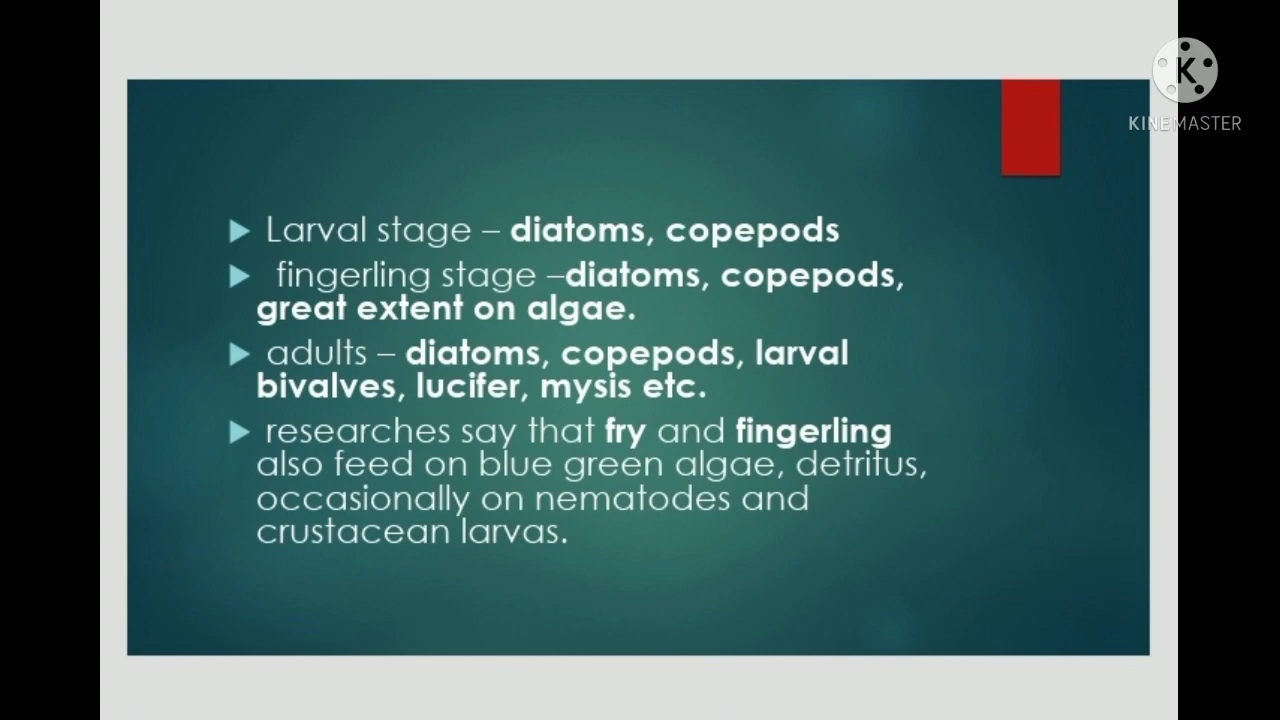 K
KINEMASTER
Larval stage – diatoms, copepods
fingerling stage –diatoms, copepods,
great extent on algae.
adults – diatoms, copepods, larval
bivalves, lucifer, mysis etc.
researches say that fry and fingerling
also feed on blue green algae, detritus,
occasionally on nematodes and
crustacean larvas.